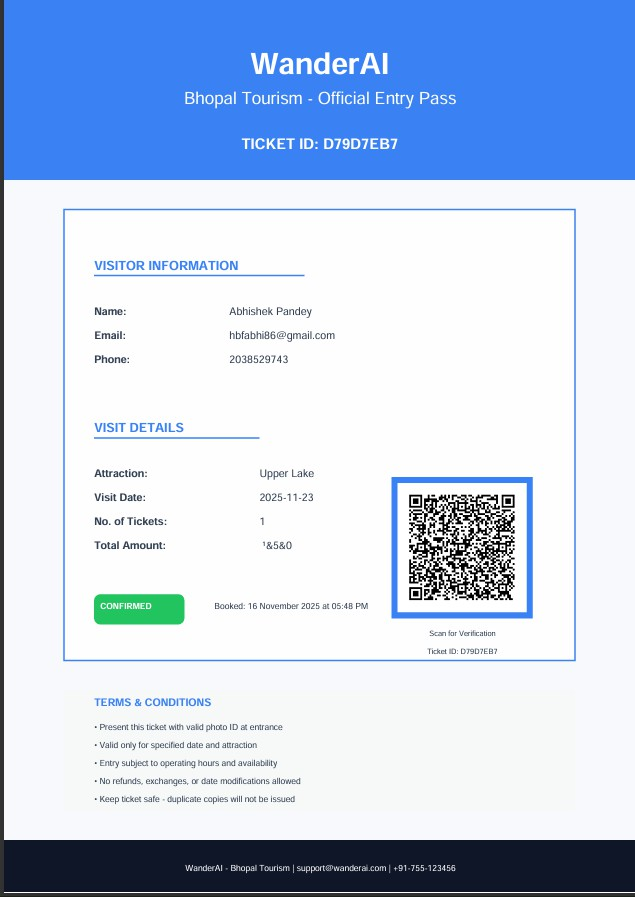 WanderAI
Bhopal Tourism - Official Entry Pass
TICKET ID: D79D7EB7
VISITOR INFORMATION
Name: Abhishek Pandey
Email: hbfabhi86@gmail.com
Phone: 2038529743
VISIT DETAILS
Attraction: Upper Lake
Visit Date: 2025-11-23
No. of Tickets: 1
Total Amount: ¹&5&0
CONFIRMED
Booked: 16 November 2025 at 05:48 PM
Scan for Verification
Ticket ID: D79D7EB7
TERMS & CONDITIONS
• Present this ticket with valid photo ID at entrance
• Valid only for specified date and attraction
• Entry subject to operating hours and availability
• No refunds, exchanges, or date modifications allowed
• Keep ticket safe - duplicate copies will not be issued
WanderAI - Bhopal Tourism | support@wanderai.com | +91-755-123456